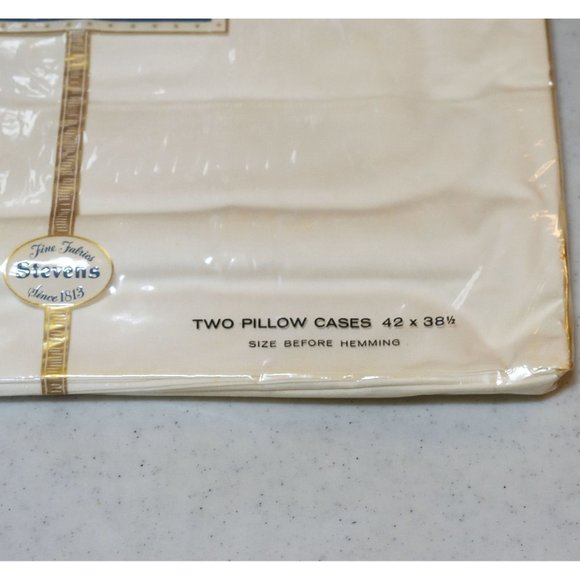 Fine Fabrics
Stevens
Since 1813
TWO PILLOW CASES 42 x 38½
SIZE BEFORE HEMMING